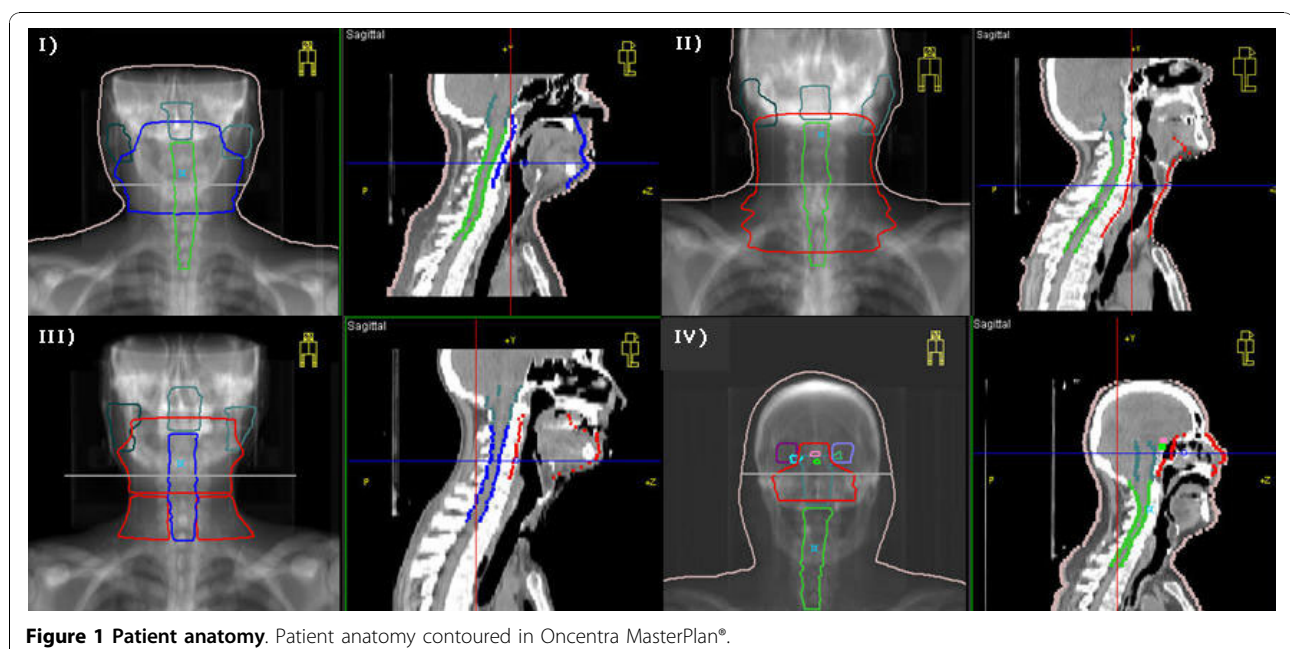 I)
Sagittal
+Y
P
+Z
II)
Sagittal
+Y
P
+Z
III)
Sagittal
+Y
P
+Z
IV)
Sagittal
+Y
P
+Z
Figure 1 Patient anatomy. Patient anatomy contoured in Oncentra MasterPlan®.